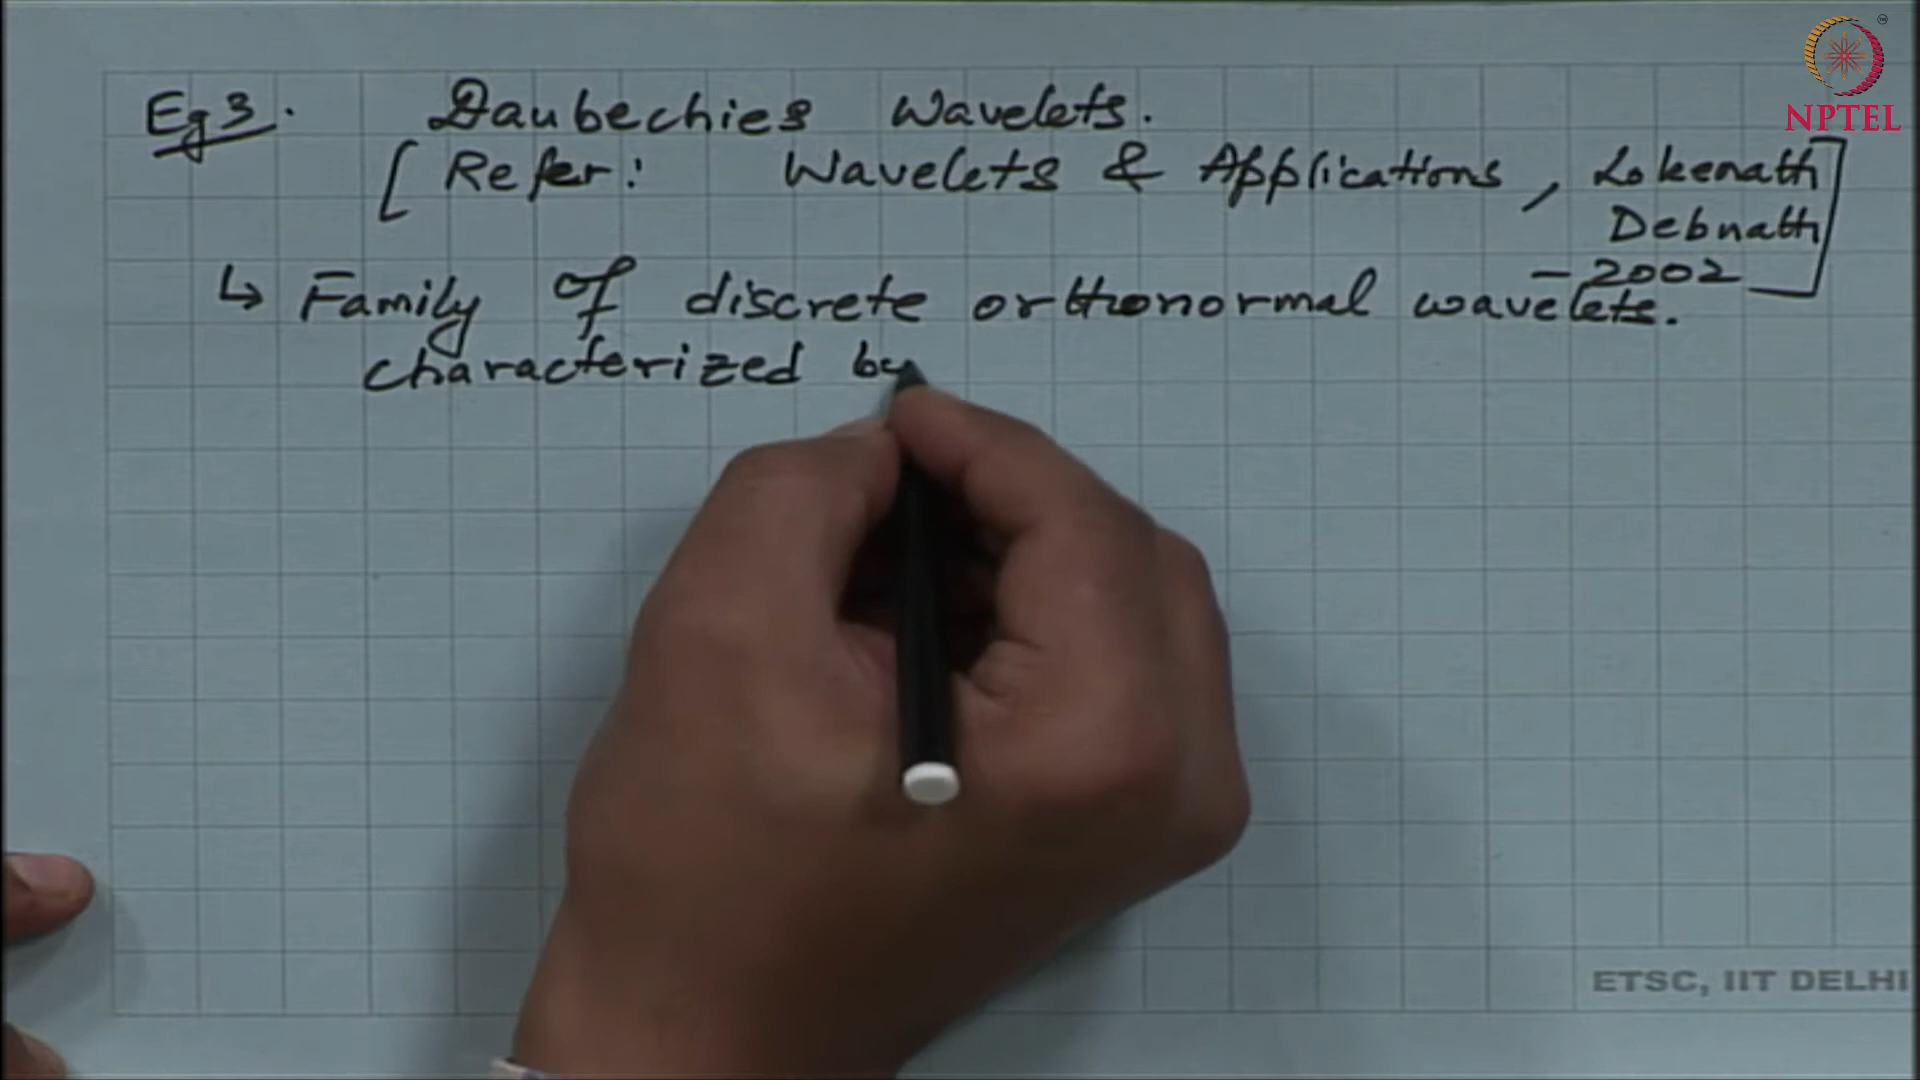 NPTEL
Eg 3. Daubechies Wavelets.
[ Refer: Wavelets & Applications, Lokenath
Debnath
- 2002 ]
↳ Family of discrete orthonormal wavelets.
characterized by
ETSC, IIT DELHI